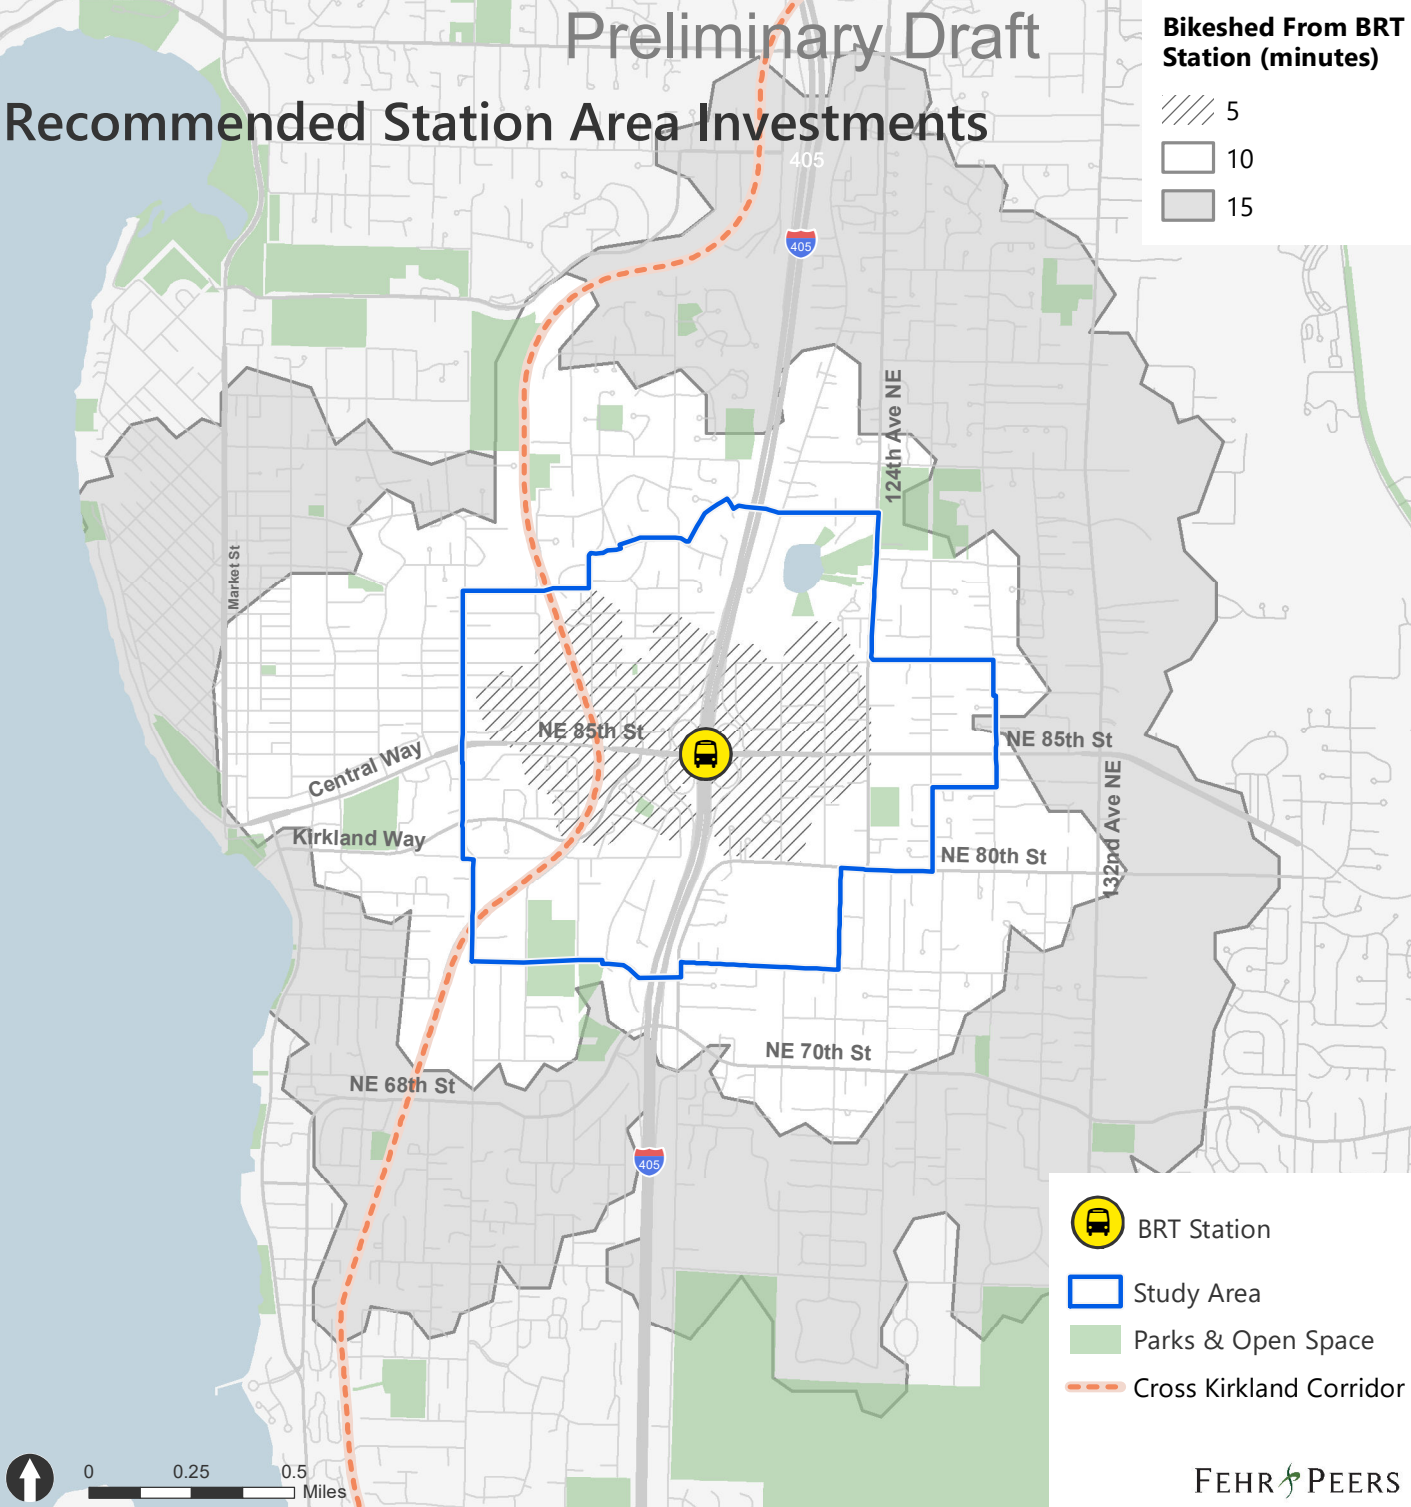 Preliminary Draft
Recommended Station Area Investments
Bikeshed From BRT
Station (minutes)
5
10
15
405
405
124th Ave NE
Market St
NE 85th St
NE 85th St
Central Way
Kirkland Way
132nd Ave NE
NE 80th St
NE 70th St
NE 68th St
405
BRT Station
Study Area
Parks & Open Space
Cross Kirkland Corridor
0 0.25 0.5
Miles
FEHR PEERS